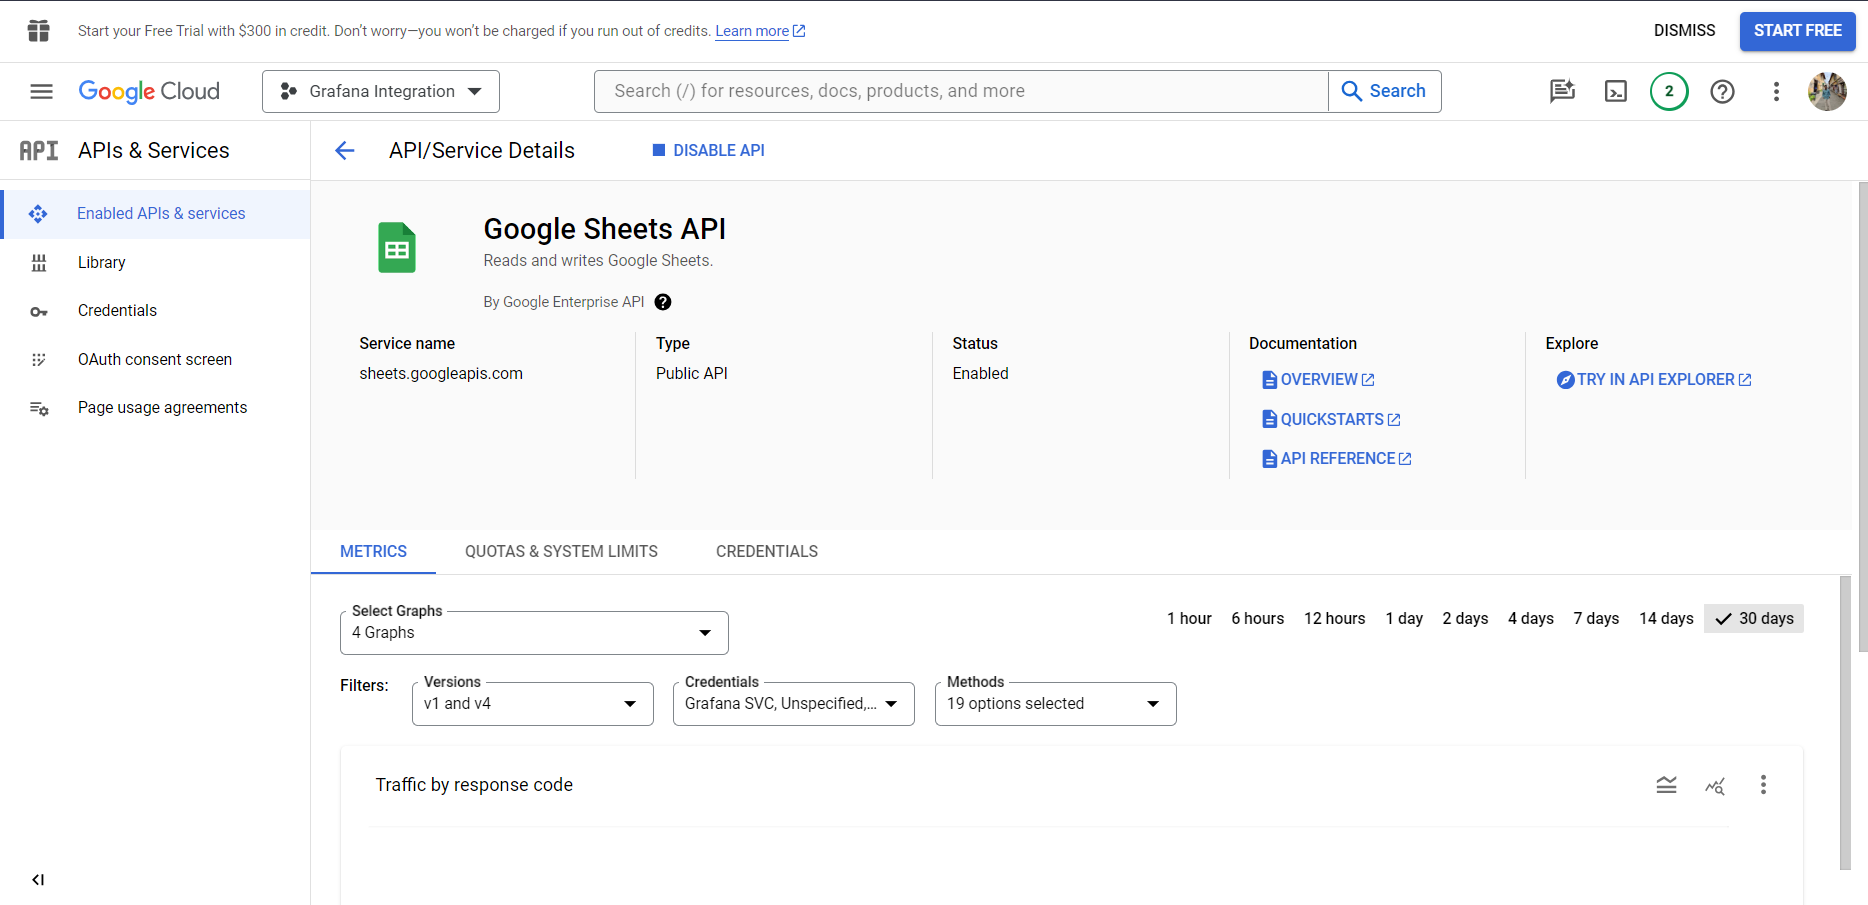 Start your Free Trial with $300 in credit. Don’t worry—you won’t be charged if you run out of credits. Learn more
DISMISS
START FREE
Google Cloud
Grafana Integration
Search (/) for resources, docs, products, and more
Search
2
API
APIs & Services
API/Service Details
DISABLE API
Enabled APIs & services
Library
Credentials
OAuth consent screen
Page usage agreements
Google Sheets API
Reads and writes Google Sheets.
By Google Enterprise API
Service name
sheets.googleapis.com
Type
Public API
Status
Enabled
Documentation
OVERVIEW
QUICKSTARTS
API REFERENCE
Explore
TRY IN API EXPLORER
METRICS
QUOTAS & SYSTEM LIMITS
CREDENTIALS
Select Graphs
4 Graphs
1 hour
6 hours
12 hours
1 day
2 days
4 days
7 days
14 days
30 days
Filters:
Versions
v1 and v4
Credentials
Grafana SVC, Unspecified,...
Methods
19 options selected
Traffic by response code